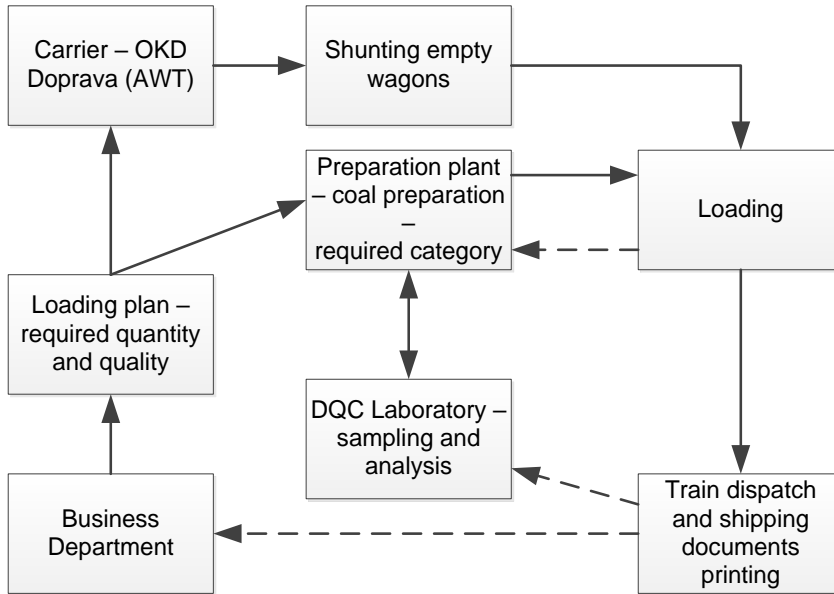 Carrier – OKD
Doprava (AWT)
Shunting empty
wagons
Preparation plant
– coal preparation
–
required category
Loading
Loading plan –
required quantity
and quality
DQC Laboratory –
sampling and
analysis
Business
Department
Train dispatch
and shipping
documents
printing